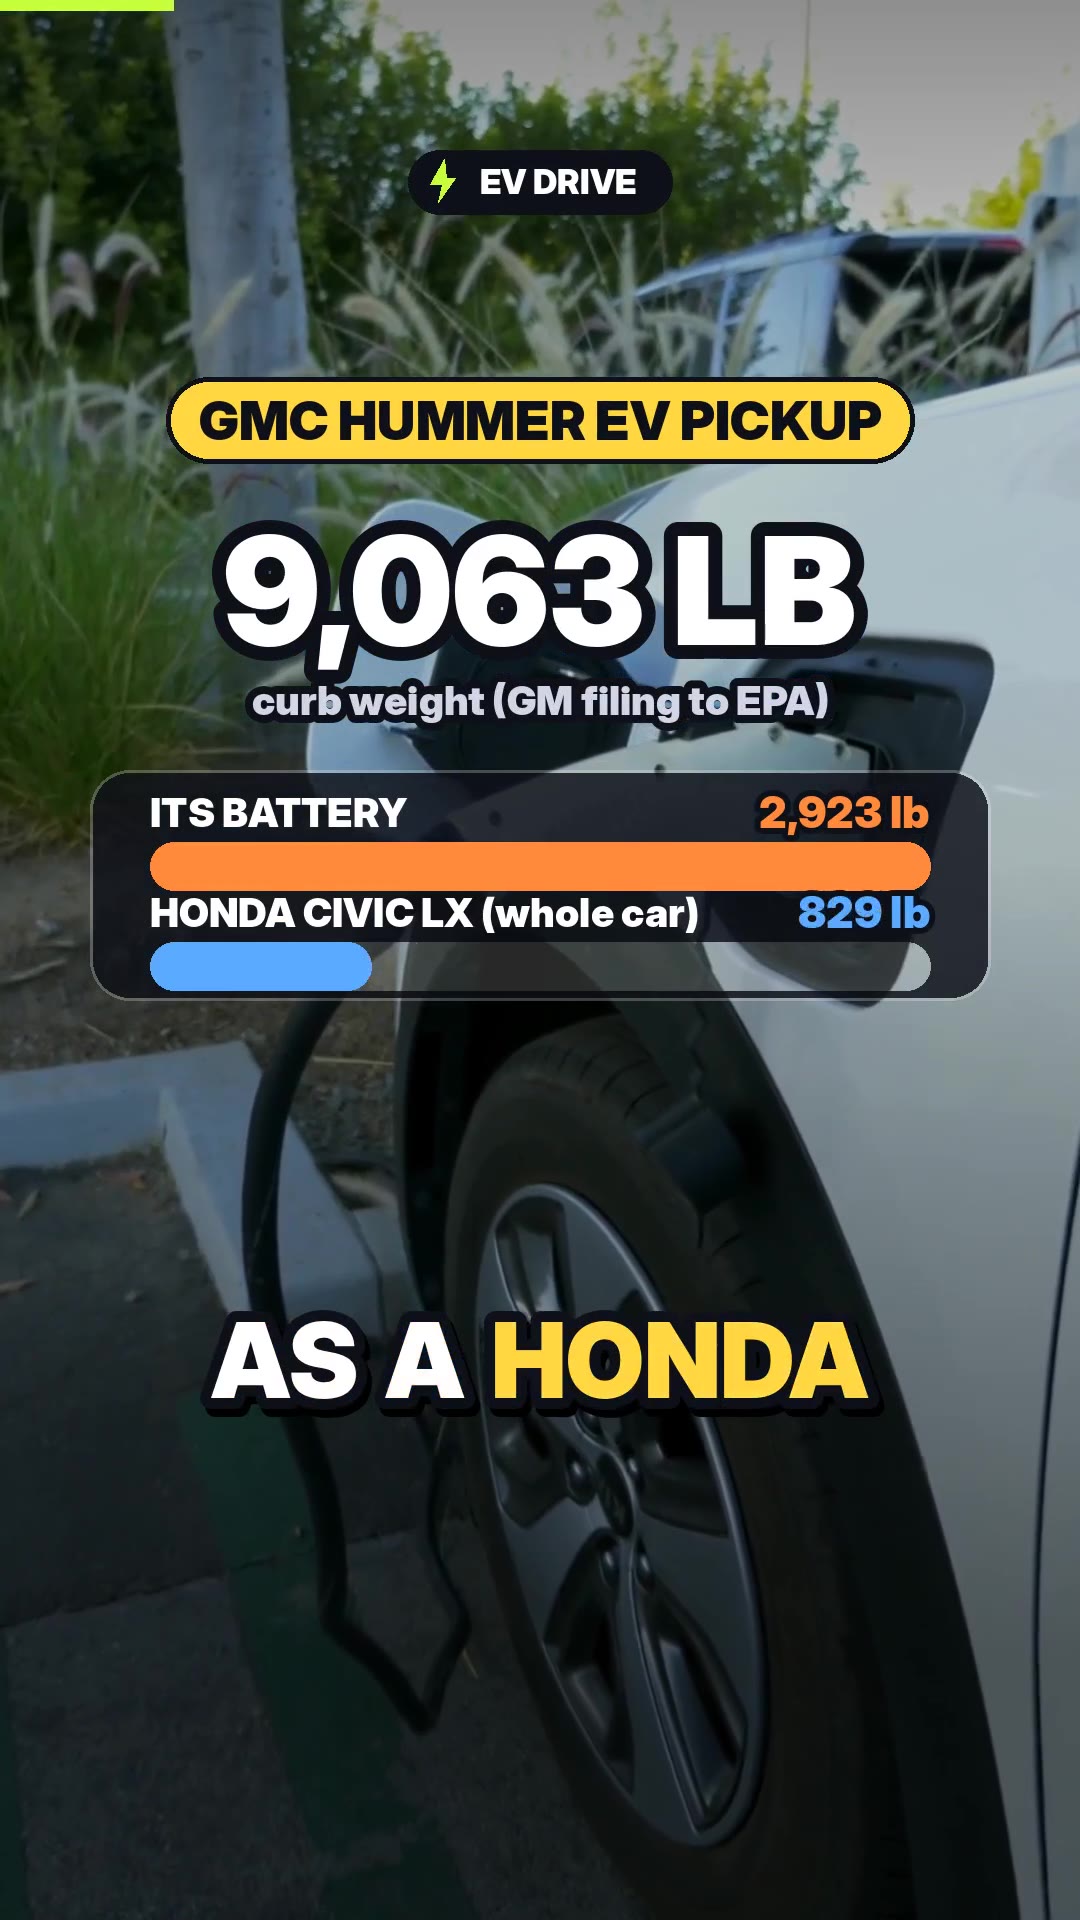 EV DRIVE
GMC HUMMER EV PICKUP
9,063 LB
curb weight (GM filing to EPA)
ITS BATTERY 2,923 lb
HONDA CIVIC LX (whole car) 829 lb
AS A HONDA